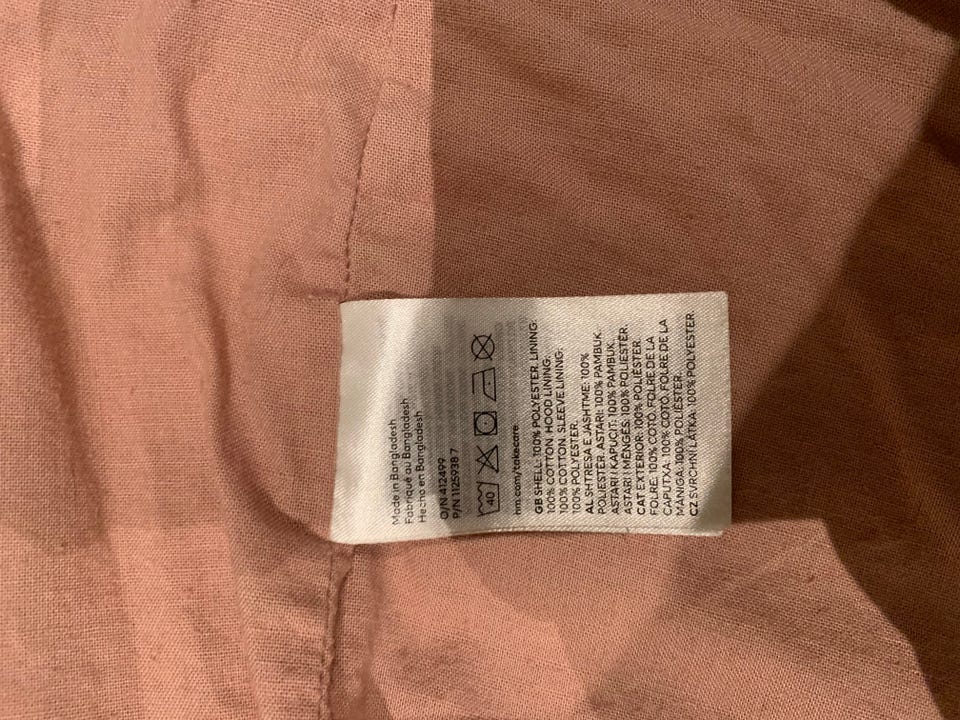 Made in Bangladesh
Fabriqué au Bangladesh
Hecho en Bangladesh
O/N 412499
P/N 1125938 7
40
hm.com/takecare
GB SHELL: 100% POLYESTER. LINING:
100% COTTON. HOOD LINING:
100% COTTON. SLEEVE LINING:
100% POLYESTER.
AL SHTRESA E JASHTME: 100%
POLIESTER. ASTARI: 100% PAMBUK.
ASTARI I KAPUÇIT: 100% PAMBUK.
ASTARI I MËNGËS: 100% POLIESTËR.
CAT EXTERIOR: 100% POLIÈSTER.
FOLRE: 100% COTÓ. FOLRE DE LA
CAPUTXA: 100% COTÓ. FOLRE DE LA
MÀNIGA: 100% POLIÈSTER.
CZ SVRCHNÍ LÁTKA: 100% POLYESTER.